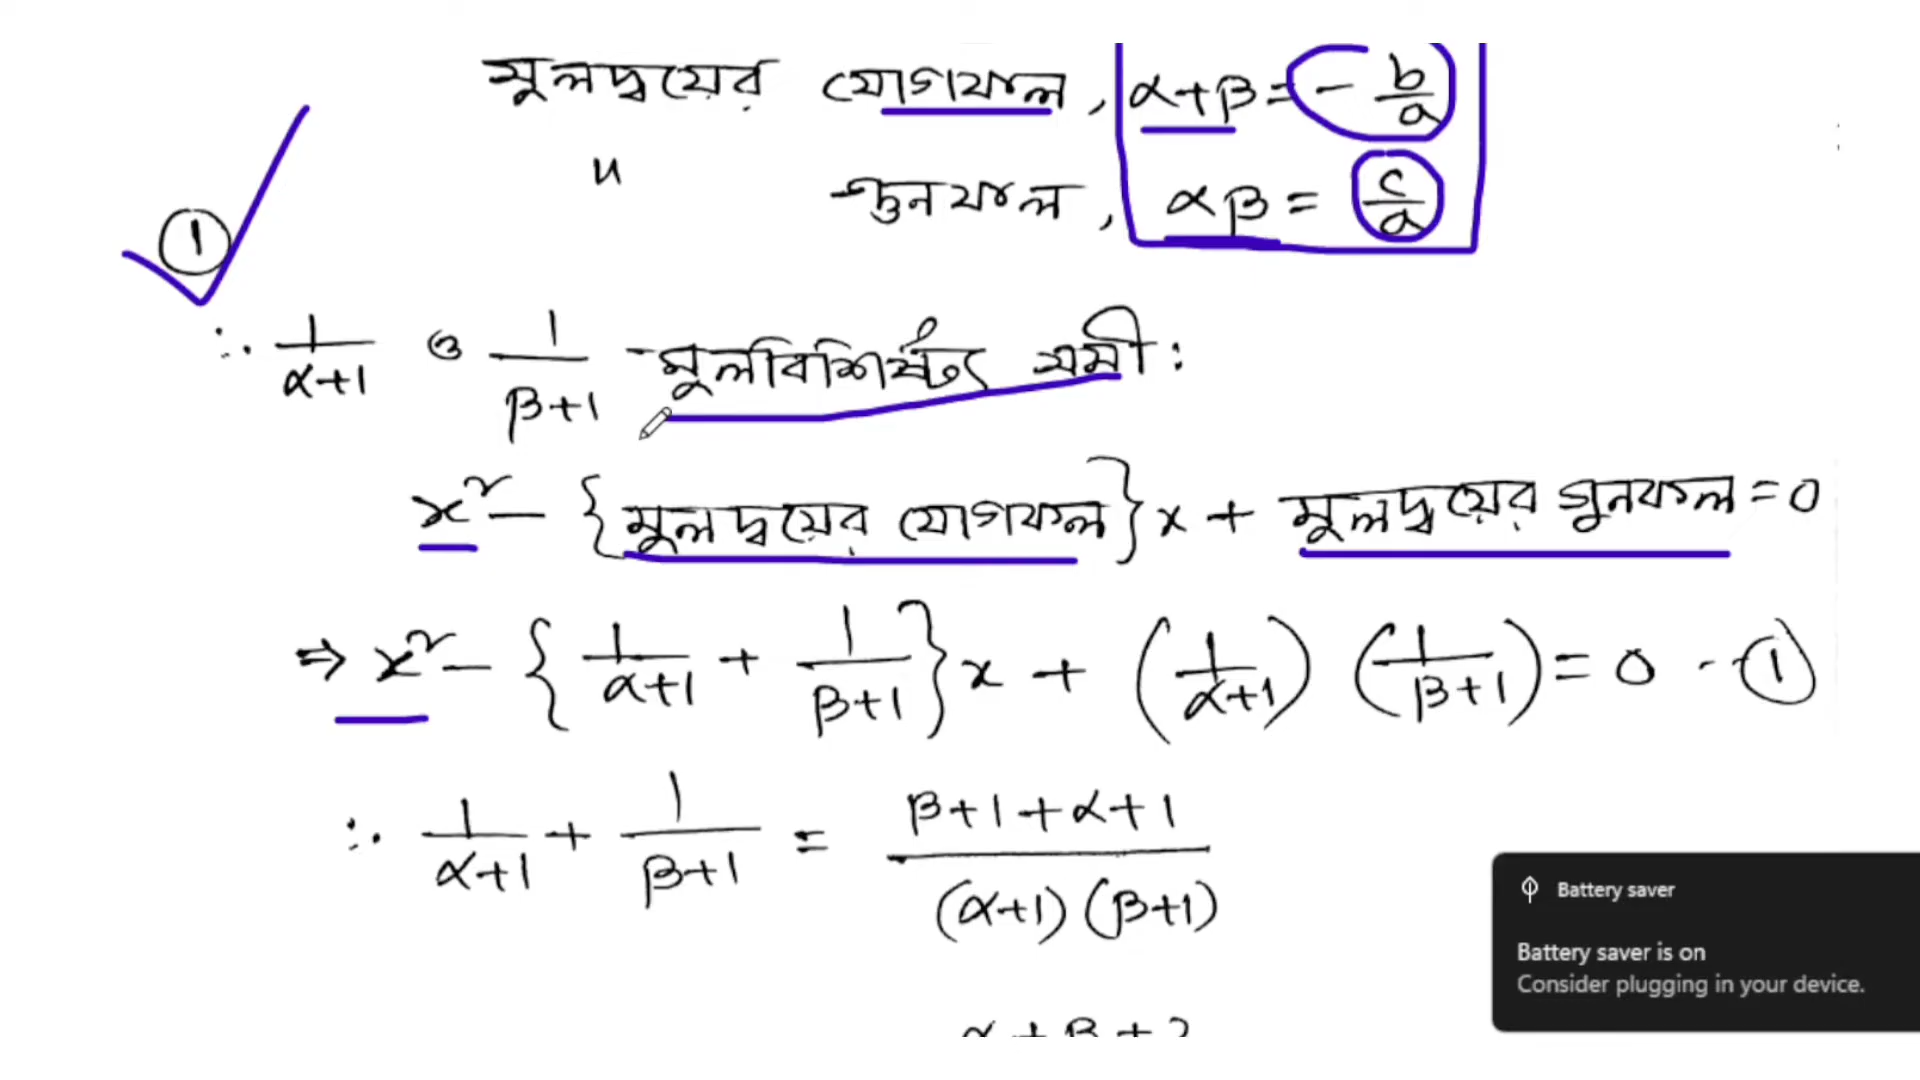 মুলদ্বয়ের যোগফল, α+β = - b/a
" গুনফল, αβ = c/a
①
∴ 1/(α+1) ও 1/(β+1) মুলবিশিষ্ট সমী:
x² - {মুলদ্বয়ের যোগফল}x + মুলদ্বয়ের গুনফল = 0
⇒ x² - {1/(α+1) + 1/(β+1)}x + (1/(α+1)) (1/(β+1)) = 0 --①
∴ 1/(α+1) + 1/(β+1) = (β+1+α+1)/((α+1)(β+1))
α+β+2
Battery saver
Battery saver is on
Consider plugging in your device.